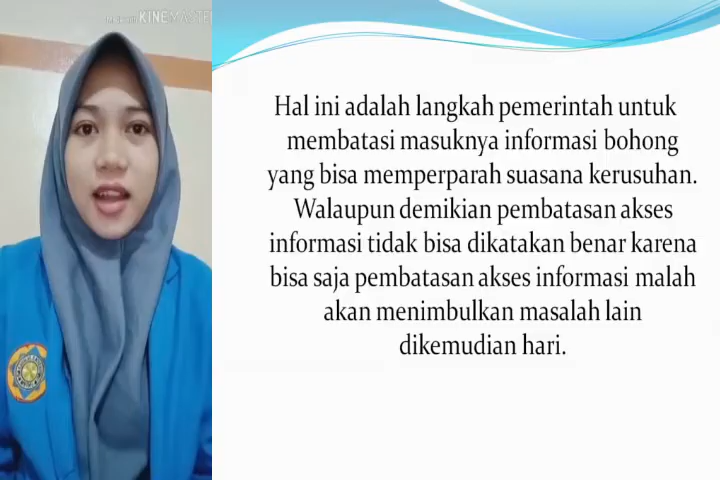 KINEMASTER
Hal ini adalah langkah pemerintah untuk
membatasi masuknya informasi bohong
yang bisa memperparah suasana kerusuhan.
Walaupun demikian pembatasan akses
informasi tidak bisa dikatakan benar karena
bisa saja pembatasan akses informasi malah
akan menimbulkan masalah lain
dikemudian hari.